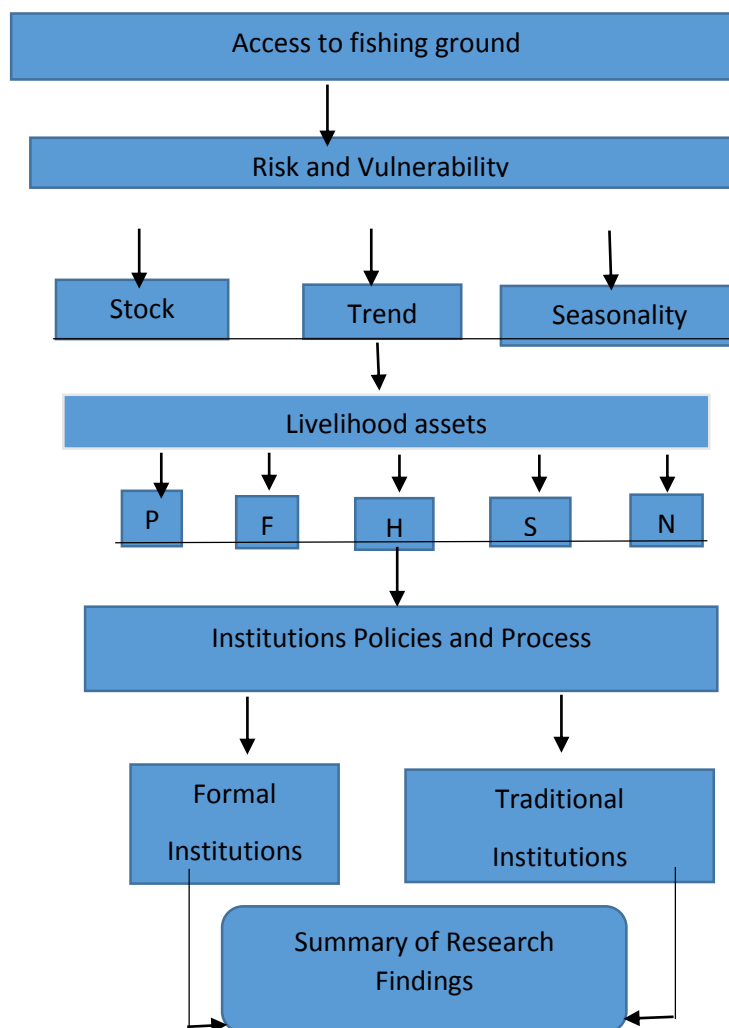 Access to fishing ground
Risk and Vulnerability
Stock
Trend
Seasonality
Livelihood assets
P
F
H
S
N
Institutions Policies and Process
Formal
Institutions
Traditional
Institutions
Summary of Research
Findings